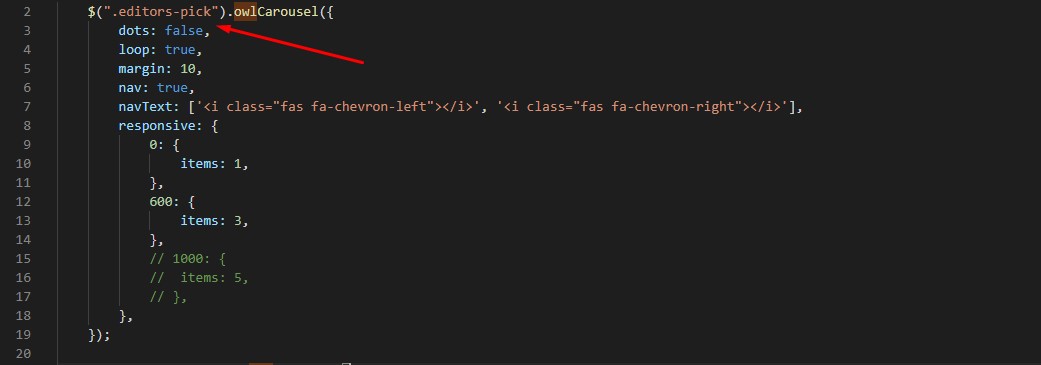 2 $(".editors-pick").owlCarousel({
3 dots: false,
4 loop: true,
5 margin: 10,
6 nav: true,
7 navText: ['<i class="fas fa-chevron-left"></i>', '<i class="fas fa-chevron-right"></i>'],
8 responsive: {
9 0: {
10 items: 1,
11 },
12 600: {
13 items: 3,
14 },
15 // 1000: {
16 //  items: 5,
17 // },
18 },
19 });
20